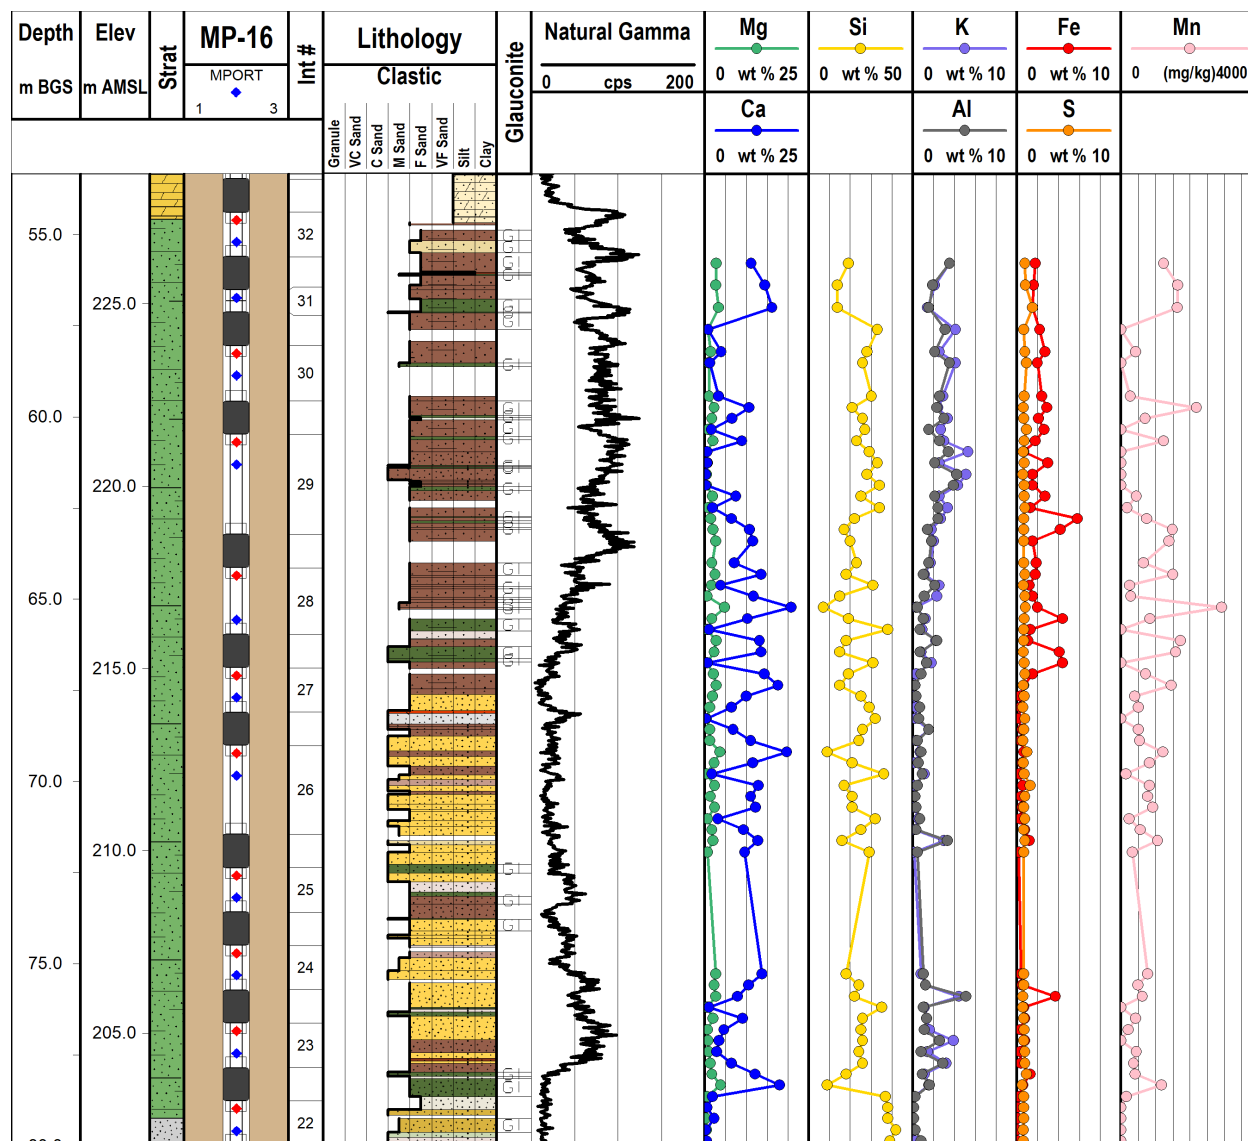 Depth
m BGS
Elev
m AMSL
Strat
MP-16
MPORT
1 3
Int #
Lithology
Clastic
Granule
VC Sand
C Sand
M Sand
F Sand
VF Sand
Silt
Clay
Glauconite
Natural Gamma
0 cps 200
Mg
0 wt % 25
Ca
0 wt % 25
Si
0 wt % 50
K
0 wt % 10
Al
0 wt % 10
Fe
0 wt % 10
S
0 wt % 10
Mn
0 (mg/kg)4000
55.0
60.0
65.0
70.0
75.0
225.0
220.0
215.0
210.0
205.0
32
31
30
29
28
27
26
25
24
23
22